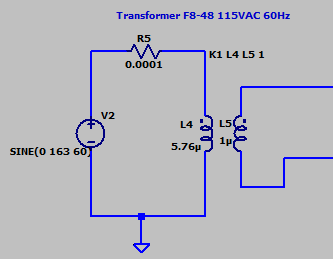 Transformer F8-48 115VAC 60Hz
R5
0.0001
K1 L4 L5 1
V2
SINE(0 163 60)
L4
5.76µ
L5
1µ